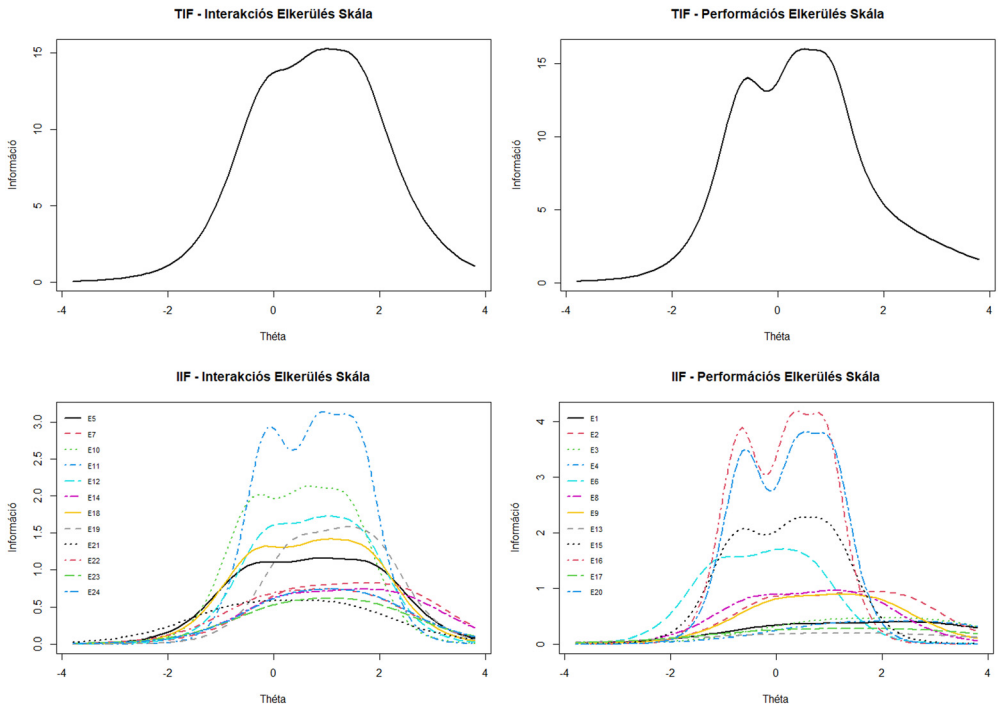 TIF - Interakciós Elkerülés Skála
Információ
15
10
5
0
-4 -2 0 2 4
Théta
TIF - Performációs Elkerülés Skála
Információ
15
10
5
0
-4 -2 0 2 4
Théta
IIF - Interakciós Elkerülés Skála
Információ
3.0
2.5
2.0
1.5
1.0
0.5
0.0
E5
E7
E10
E11
E12
E14
E18
E19
E21
E22
E23
E24
-4 -2 0 2 4
Théta
IIF - Performációs Elkerülés Skála
Információ
4
3
2
1
0
E1
E2
E3
E4
E6
E8
E9
E13
E15
E16
E17
E20
-4 -2 0 2 4
Théta